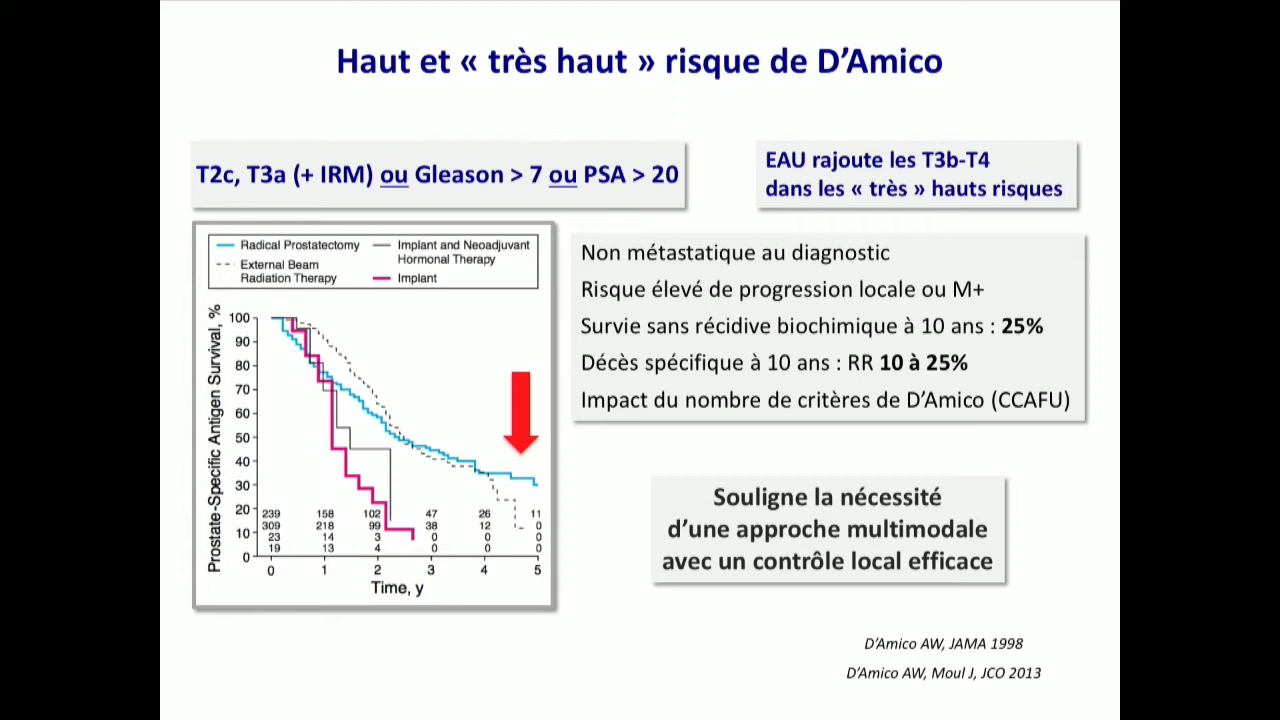 Haut et « très haut » risque de D’Amico
T2c, T3a (+ IRM) ou Gleason > 7 ou PSA > 20
EAU rajoute les T3b-T4
dans les « très » hauts risques
Radical Prostatectomy
External Beam
Radiation Therapy
Implant and Neoadjuvant
Hormonal Therapy
Implant
Prostate-Specific Antigen Survival, %
100
90
80
70
60
50
40
30
20
10
0
239 158 102 47 26 11
309 218 99 38 12 0
23 14 3 0 0 0
19 13 4 0 0 0
0 1 2 3 4 5
Time, y
Non métastatique au diagnostic
Risque élevé de progression locale ou M+
Survie sans récidive biochimique à 10 ans : 25%
Décès spécifique à 10 ans : RR 10 à 25%
Impact du nombre de critères de D’Amico (CCAFU)
Souligne la nécessité
d’une approche multimodale
avec un contrôle local efficace
D’Amico AW, JAMA 1998
D’Amico AW, Moul J, JCO 2013